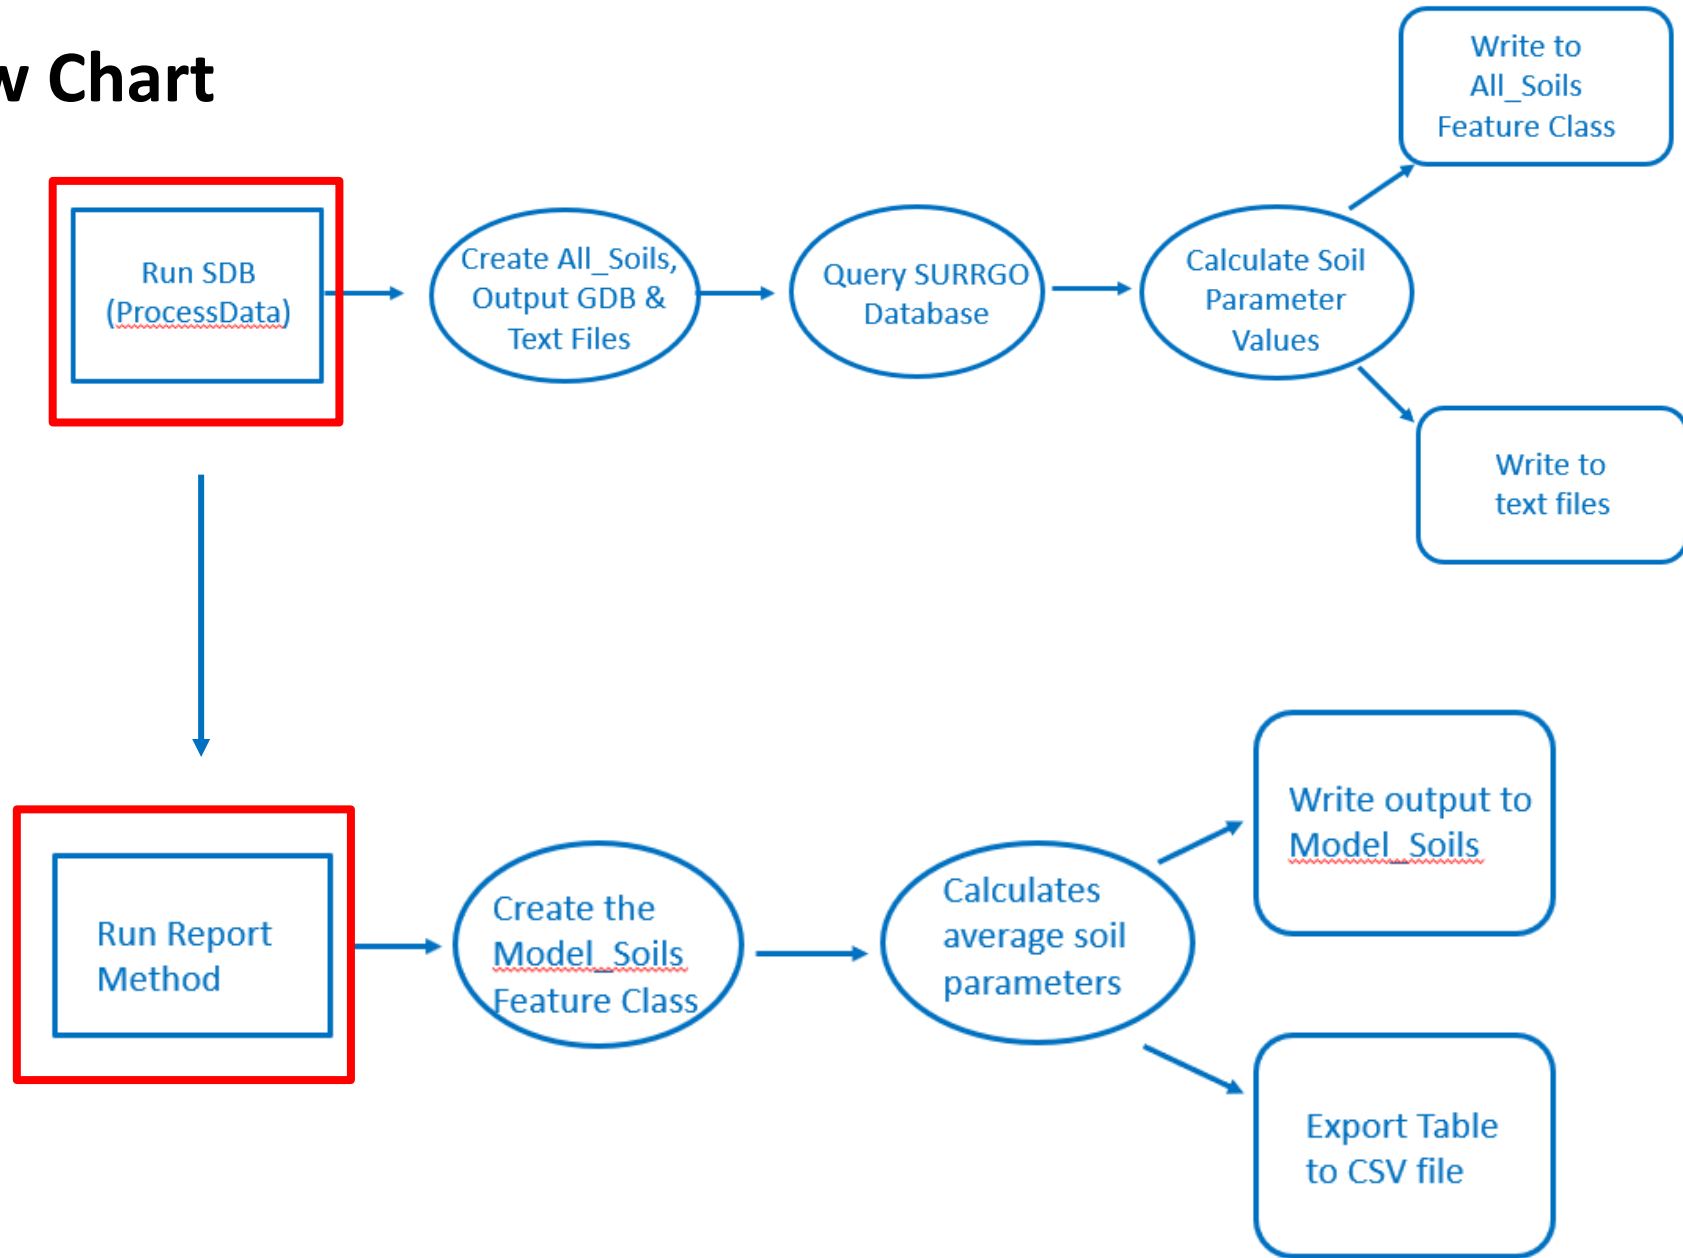 w Chart
Write to
All_Soils
Feature Class
Run SDB
(ProcessData)
Create All_Soils,
Output GDB &
Text Files
Query SURRGO
Database
Calculate Soil
Parameter
Values
Write to
text files
Run Report
Method
Create the
Model_Soils
Feature Class
Calculates
average soil
parameters
Write output to
Model_Soils
Export Table
to CSV file